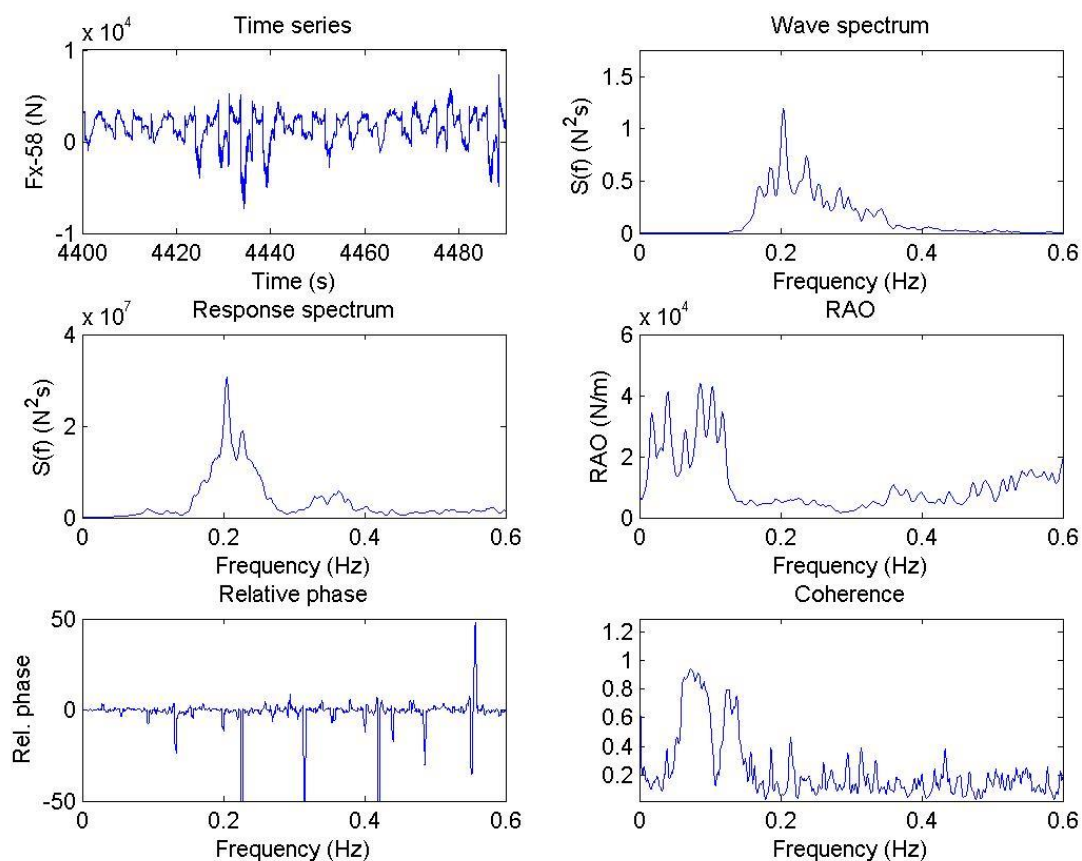 Time series
x 10^4
1
0
-1
Fx-58 (N)
4400 4420 4440 4460 4480
Time (s)
Wave spectrum
1.5
1
0.5
0
S(f) (N^2s)
0 0.2 0.4 0.6
Frequency (Hz)
Response spectrum
x 10^7
4
2
0
S(f) (N^2s)
0 0.2 0.4 0.6
Frequency (Hz)
RAO
x 10^4
6
4
2
0
RAO (N/m)
0 0.2 0.4 0.6
Frequency (Hz)
Relative phase
50
0
-50
Rel. phase
0 0.2 0.4 0.6
Frequency (Hz)
Coherence
1.2
1
0.8
0.6
0.4
0.2
0 0.2 0.4 0.6
Frequency (Hz)